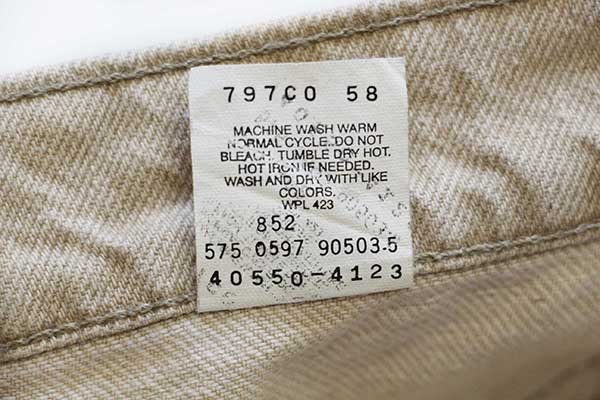 797C0 58
MACHINE WASH WARM
NORMAL CYCLE. DO NOT
BLEACH. TUMBLE DRY HOT.
HOT IRON IF NEEDED.
WASH AND DRY WITH LIKE
COLORS.
WPL 423
852
575 0597 90503-5
40550-4123